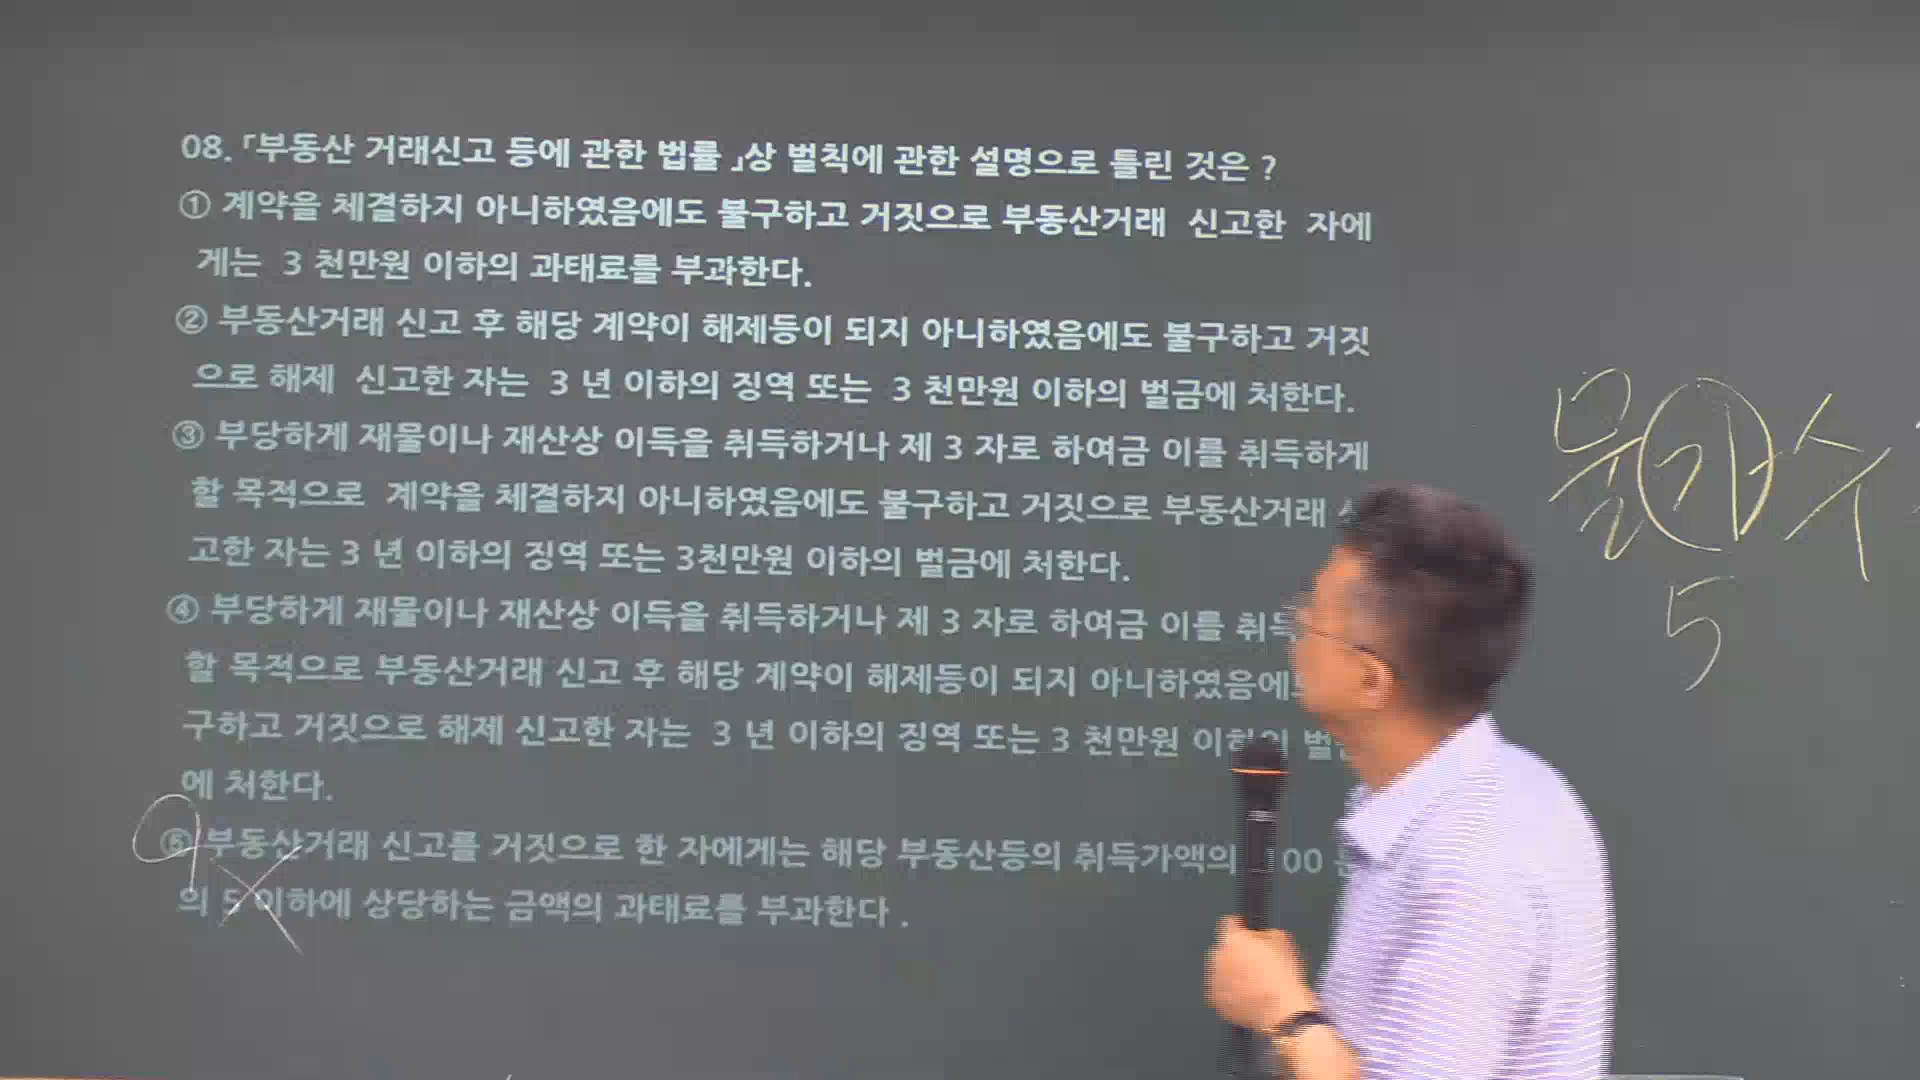 08. 「부동산 거래신고 등에 관한 법률 」상 벌칙에 관한 설명으로 틀린 것은 ?
① 계약을 체결하지 아니하였음에도 불구하고 거짓으로 부동산거래 신고한 자에
게는 3 천만원 이하의 과태료를 부과한다.
② 부동산거래 신고 후 해당 계약이 해제등이 되지 아니하였음에도 불구하고 거짓
으로 해제 신고한 자는 3 년 이하의 징역 또는 3 천만원 이하의 벌금에 처한다.
③ 부당하게 재물이나 재산상 이득을 취득하거나 제 3 자로 하여금 이를 취득하게
할 목적으로 계약을 체결하지 아니하였음에도 불구하고 거짓으로 부동산거래
고한 자는 3 년 이하의 징역 또는 3천만원 이하의 벌금에 처한다.
④ 부당하게 재물이나 재산상 이득을 취득하거나 제 3 자로 하여금 이를
할 목적으로 부동산거래 신고 후 해당 계약이 해제등이 되지
구하고 거짓으로 해제 신고한 자는 3 년 이하의 징역 또는 3 천만원
에 처한다.
부동산거래 신고를 거짓으로 한 자에게는 해당 부동산등의 취득가액의
의 5 이하에 상당하는 금액의 과태료를 부과한다 .
5